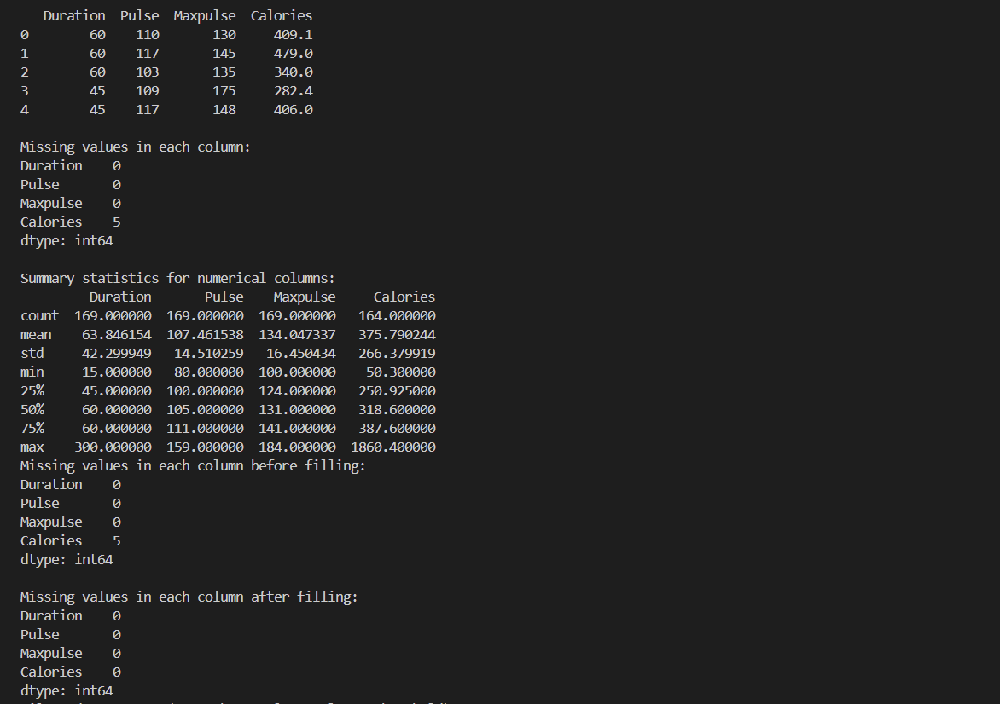 Duration  Pulse  Maxpulse  Calories
0        60    110       130     409.1
1        60    117       145     479.0
2        60    103       135     340.0
3        45    109       175     282.4
4        45    117       148     406.0
Missing values in each column:
Duration    0
Pulse       0
Maxpulse    0
Calories    5
dtype: int64
Summary statistics for numerical columns:
         Duration       Pulse    Maxpulse     Calories
count  169.000000  169.000000  169.000000   164.000000
mean    63.846154  107.461538  134.047337   375.790244
std     42.299949   14.510259   16.450434   266.379919
min     15.000000   80.000000  100.000000    50.300000
25%     45.000000  100.000000  124.000000   250.925000
50%     60.000000  105.000000  131.000000   318.600000
75%     60.000000  111.000000  141.000000   387.600000
max    300.000000  159.000000  184.000000  1860.400000
Missing values in each column before filling:
Duration    0
Pulse       0
Maxpulse    0
Calories    5
dtype: int64
Missing values in each column after filling:
Duration    0
Pulse       0
Maxpulse    0
Calories    0
dtype: int64